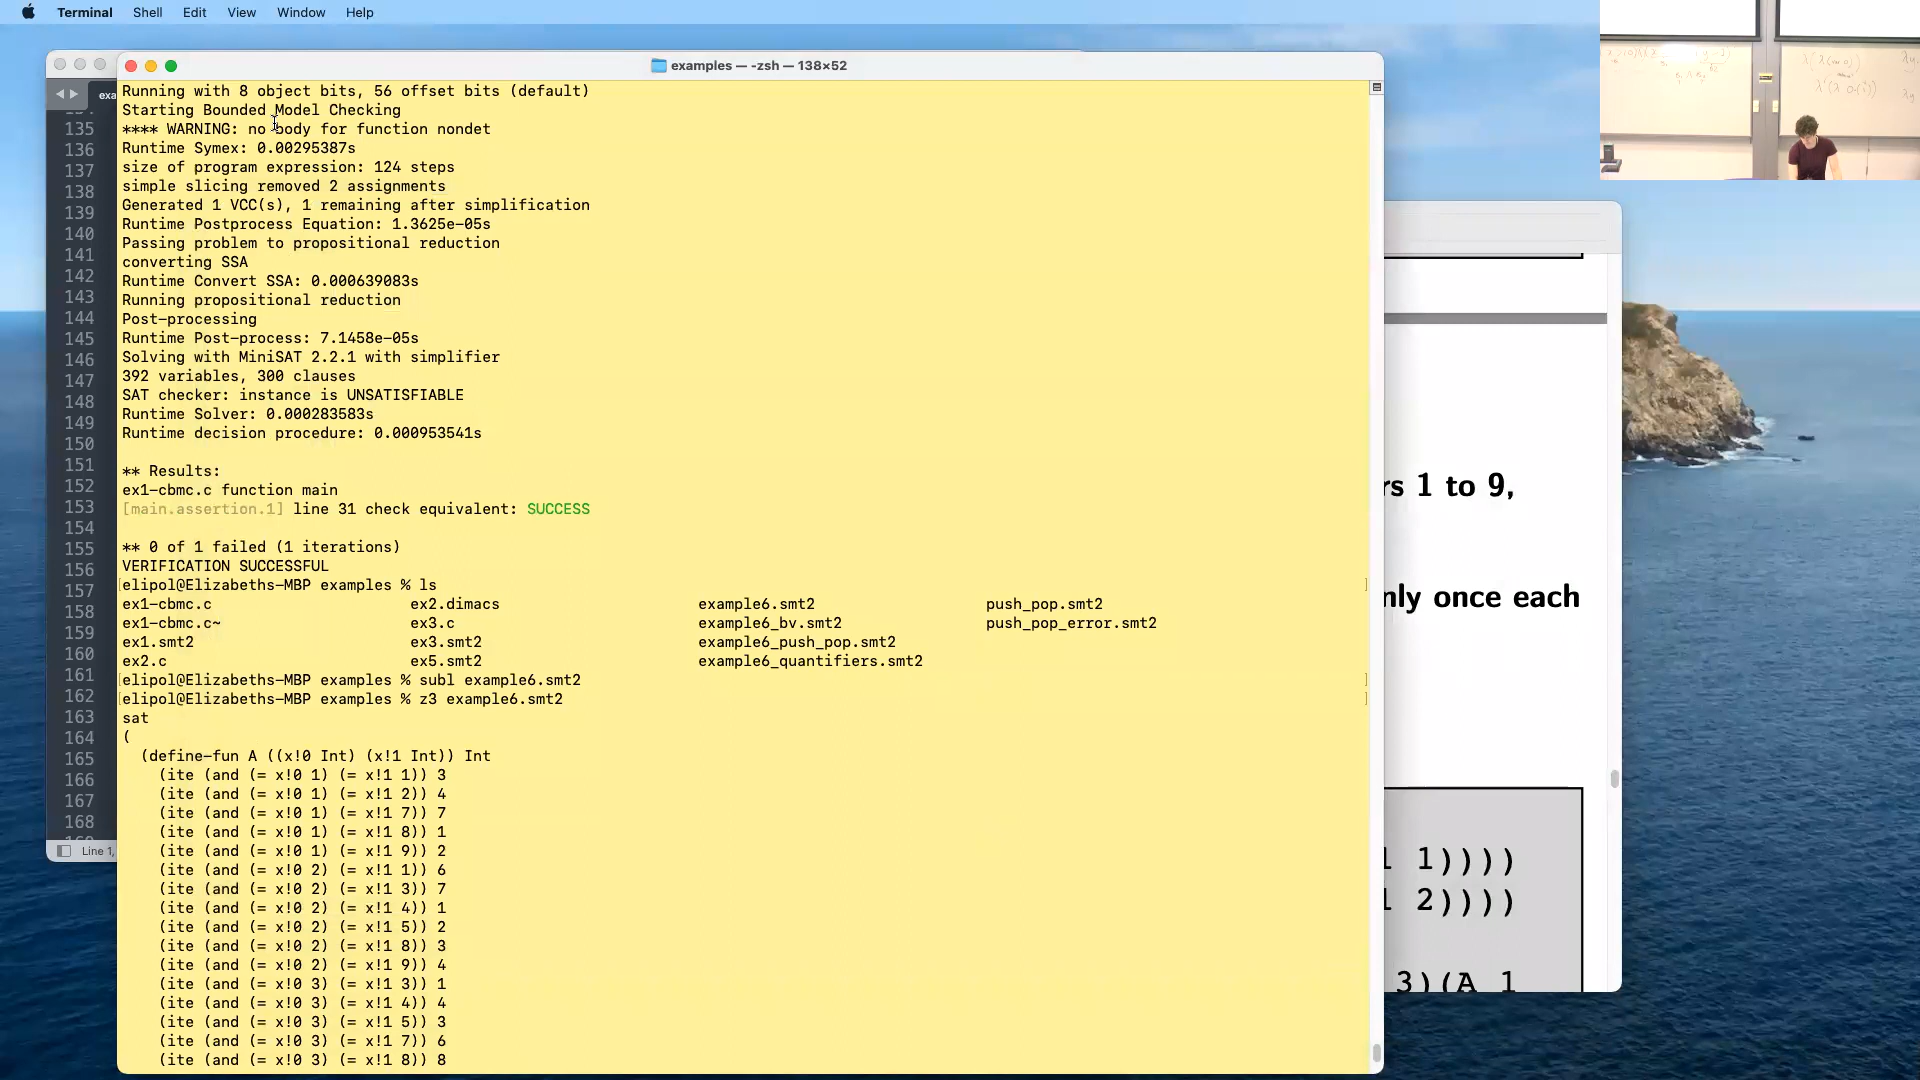 Terminal Shell Edit View Window Help
examples — -zsh — 138×52
exa
Running with 8 object bits, 56 offset bits (default)
Starting Bounded Model Checking
**** WARNING: no body for function nondet
Runtime Symex: 0.00295387s
size of program expression: 124 steps
simple slicing removed 2 assignments
Generated 1 VCC(s), 1 remaining after simplification
Runtime Postprocess Equation: 1.3625e-05s
Passing problem to propositional reduction
converting SSA
Runtime Convert SSA: 0.000639083s
Running propositional reduction
Post-processing
Runtime Post-process: 7.1458e-05s
Solving with MiniSAT 2.2.1 with simplifier
392 variables, 300 clauses
SAT checker: instance is UNSATISFIABLE
Runtime Solver: 0.000283583s
Runtime decision procedure: 0.000953541s
** Results:
ex1-cbmc.c function main
[main.assertion.1] line 31 check equivalent: SUCCESS
** 0 of 1 failed (1 iterations)
VERIFICATION SUCCESSFUL
[elipol@Elizabeths-MBP examples % ls ]
ex1-cbmc.c ex2.dimacs example6.smt2 push_pop.smt2
ex1-cbmc.c~ ex3.c example6_bv.smt2 push_pop_error.smt2
ex1.smt2 ex3.smt2 example6_push_pop.smt2
ex2.c ex5.smt2 example6_quantifiers.smt2
[elipol@Elizabeths-MBP examples % subl example6.smt2 ]
[elipol@Elizabeths-MBP examples % z3 example6.smt2 ]
sat
(
(define-fun A ((x!0 Int) (x!1 Int)) Int
(ite (and (= x!0 1) (= x!1 1)) 3
(ite (and (= x!0 1) (= x!1 2)) 4
(ite (and (= x!0 1) (= x!1 7)) 7
(ite (and (= x!0 1) (= x!1 8)) 1
(ite (and (= x!0 1) (= x!1 9)) 2
(ite (and (= x!0 2) (= x!1 1)) 6
(ite (and (= x!0 2) (= x!1 3)) 7
(ite (and (= x!0 2) (= x!1 4)) 1
(ite (and (= x!0 2) (= x!1 5)) 2
(ite (and (= x!0 2) (= x!1 8)) 3
(ite (and (= x!0 2) (= x!1 9)) 4
(ite (and (= x!0 3) (= x!1 3)) 1
(ite (and (= x!0 3) (= x!1 4)) 4
(ite (and (= x!0 3) (= x!1 5)) 3
(ite (and (= x!0 3) (= x!1 7)) 6
(ite (and (= x!0 3) (= x!1 8)) 8
135
136
137
138
139
140
141
142
143
144
145
146
147
148
149
150
151
152
153
154
155
156
157
158
159
160
161
162
163
164
165
166
167
168
Line 1,
rs 1 to 9,
nly once each
1 1))))
1 2))))
3)(A 1